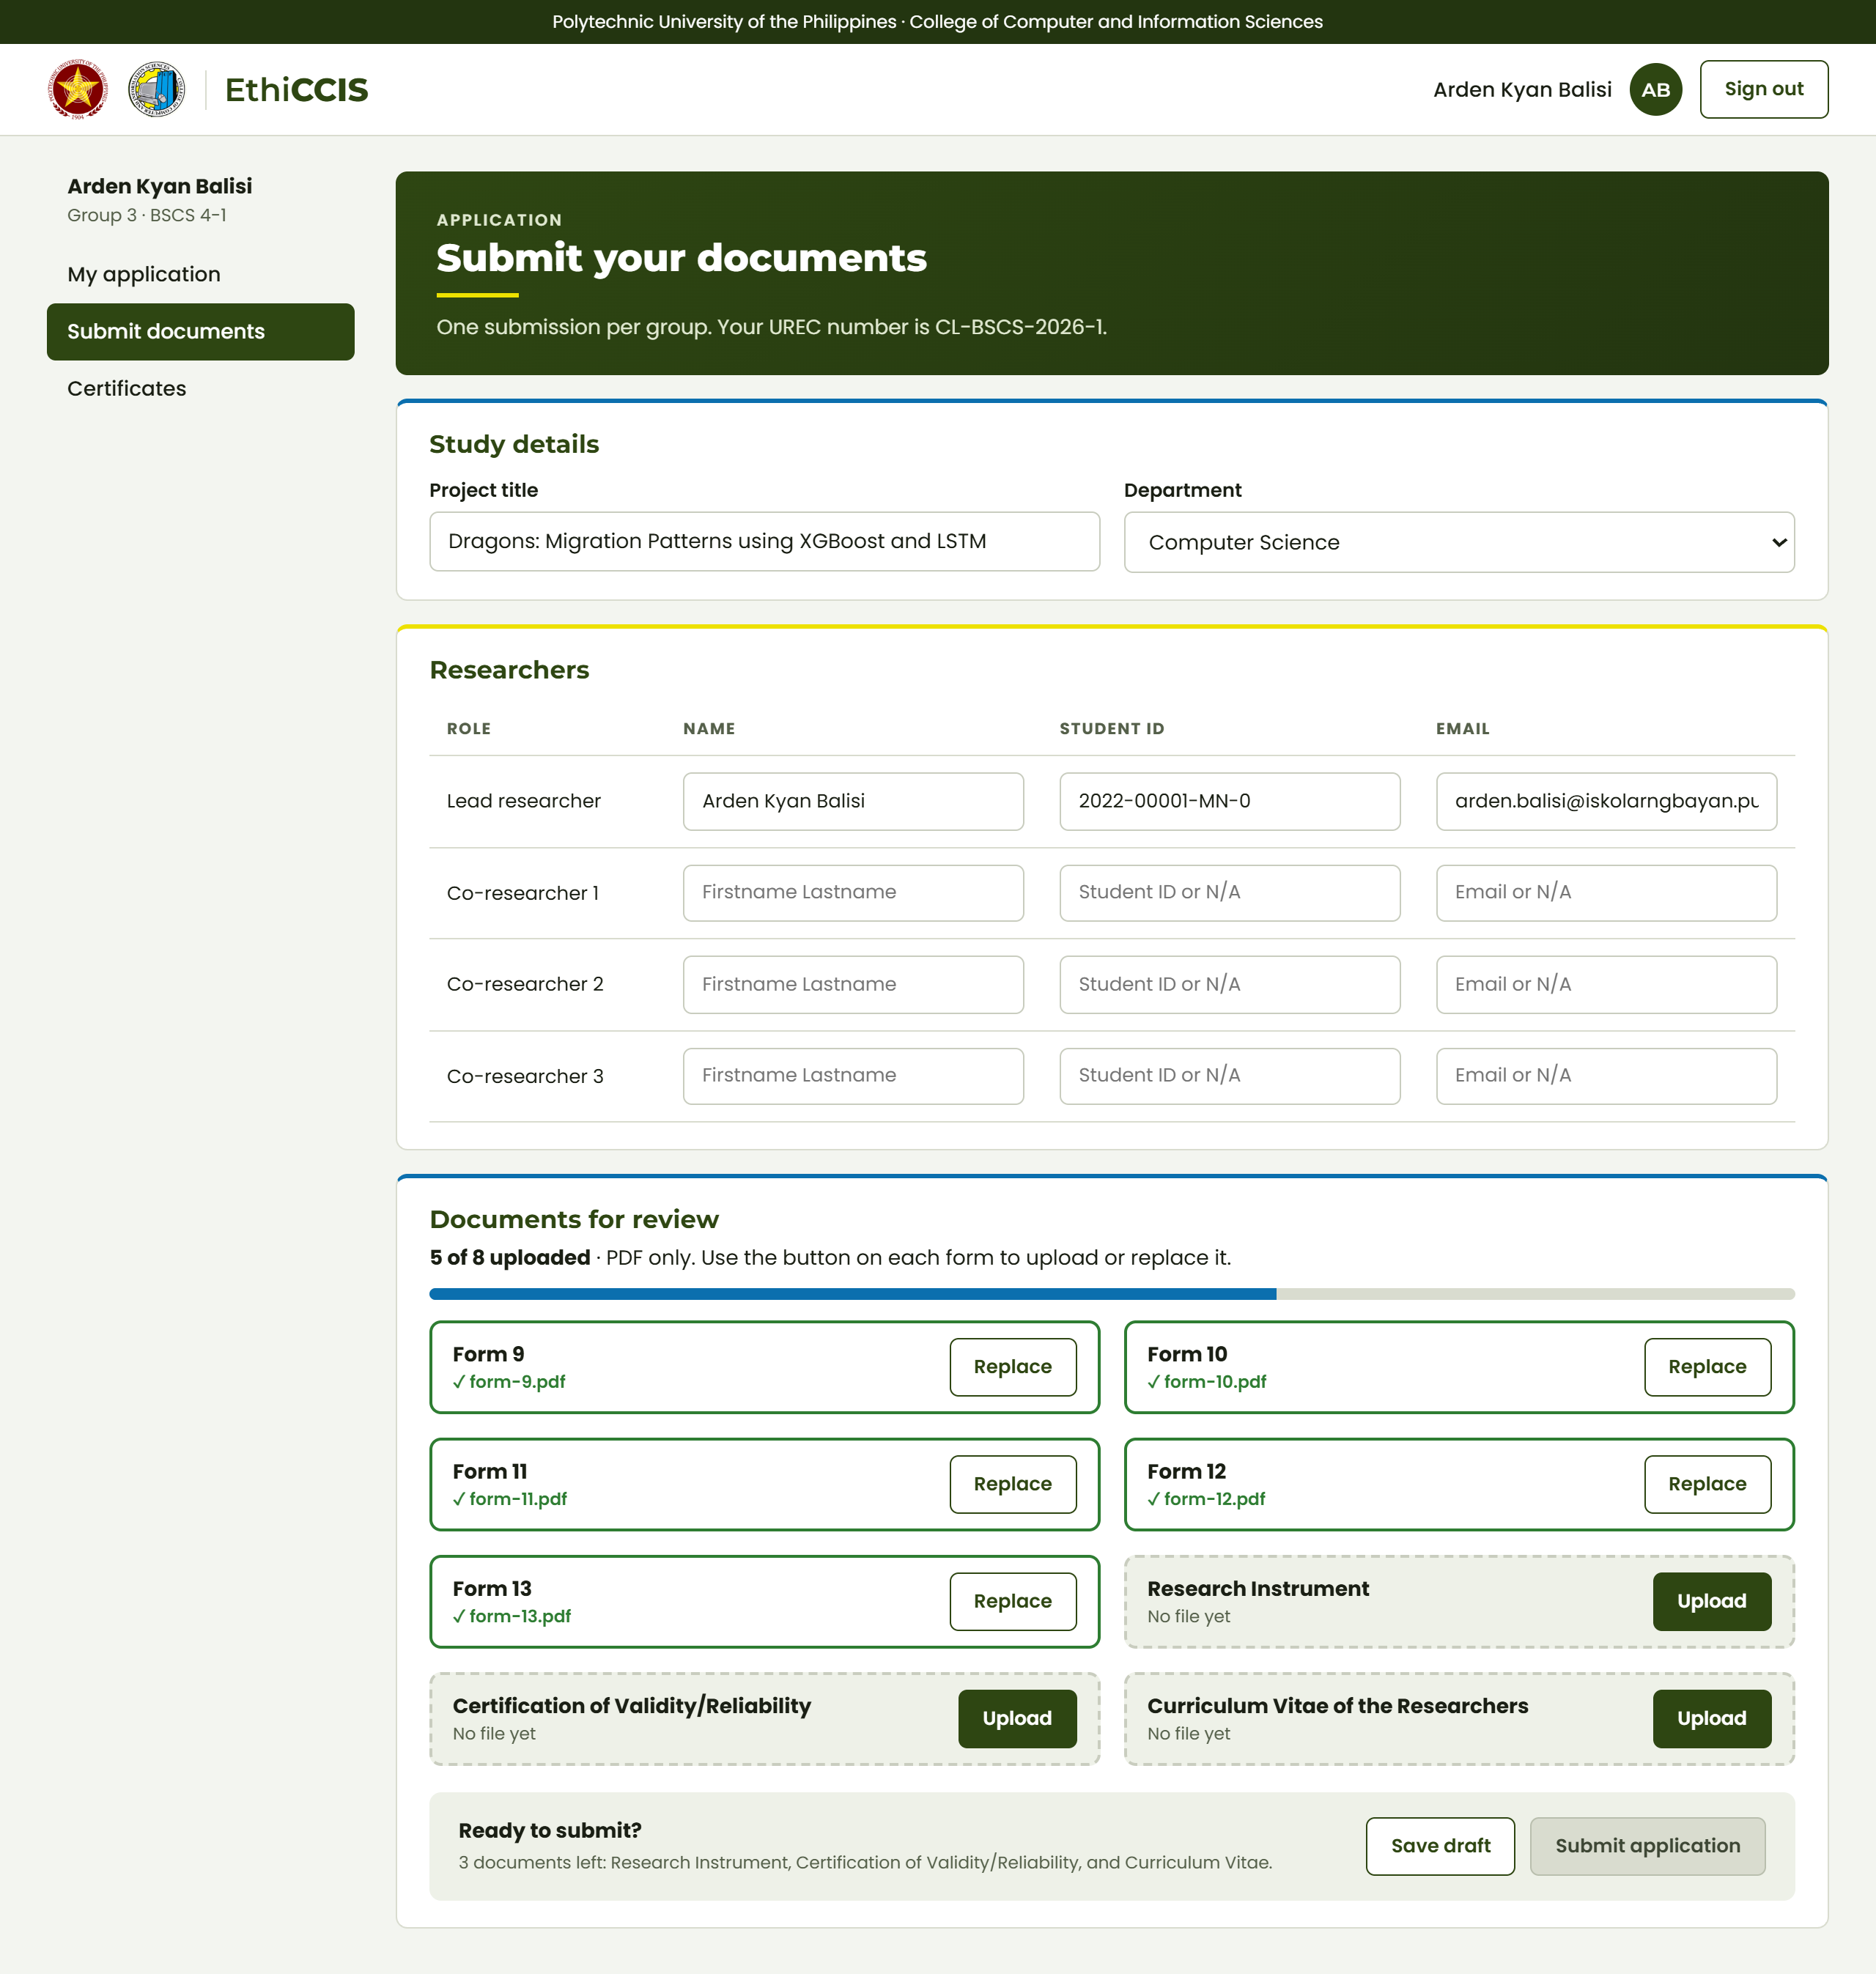 Polytechnic University of the Philippines · College of Computer and Information Sciences
EthiCCIS
Arden Kyan Balisi
AB
Sign out
Arden Kyan Balisi
Group 3 · BSCS 4-1
My application
Submit documents
Certificates
APPLICATION
Submit your documents
One submission per group. Your UREC number is CL-BSCS-2026-1.
Study details
Project title
Department
Dragons: Migration Patterns using XGBoost and LSTM
Computer Science
Researchers
ROLE NAME STUDENT ID EMAIL
Lead researcher Arden Kyan Balisi 2022-00001-MN-0 arden.balisi@iskolarngbayan.pu
Co-researcher 1 Firstname Lastname Student ID or N/A Email or N/A
Co-researcher 2 Firstname Lastname Student ID or N/A Email or N/A
Co-researcher 3 Firstname Lastname Student ID or N/A Email or N/A
Documents for review
5 of 8 uploaded · PDF only. Use the button on each form to upload or replace it.
Form 9
✓ form-9.pdf
Replace
Form 10
✓ form-10.pdf
Replace
Form 11
✓ form-11.pdf
Replace
Form 12
✓ form-12.pdf
Replace
Form 13
✓ form-13.pdf
Replace
Research Instrument
No file yet
Upload
Certification of Validity/Reliability
No file yet
Upload
Curriculum Vitae of the Researchers
No file yet
Upload
Ready to submit?
3 documents left: Research Instrument, Certification of Validity/Reliability, and Curriculum Vitae.
Save draft
Submit application